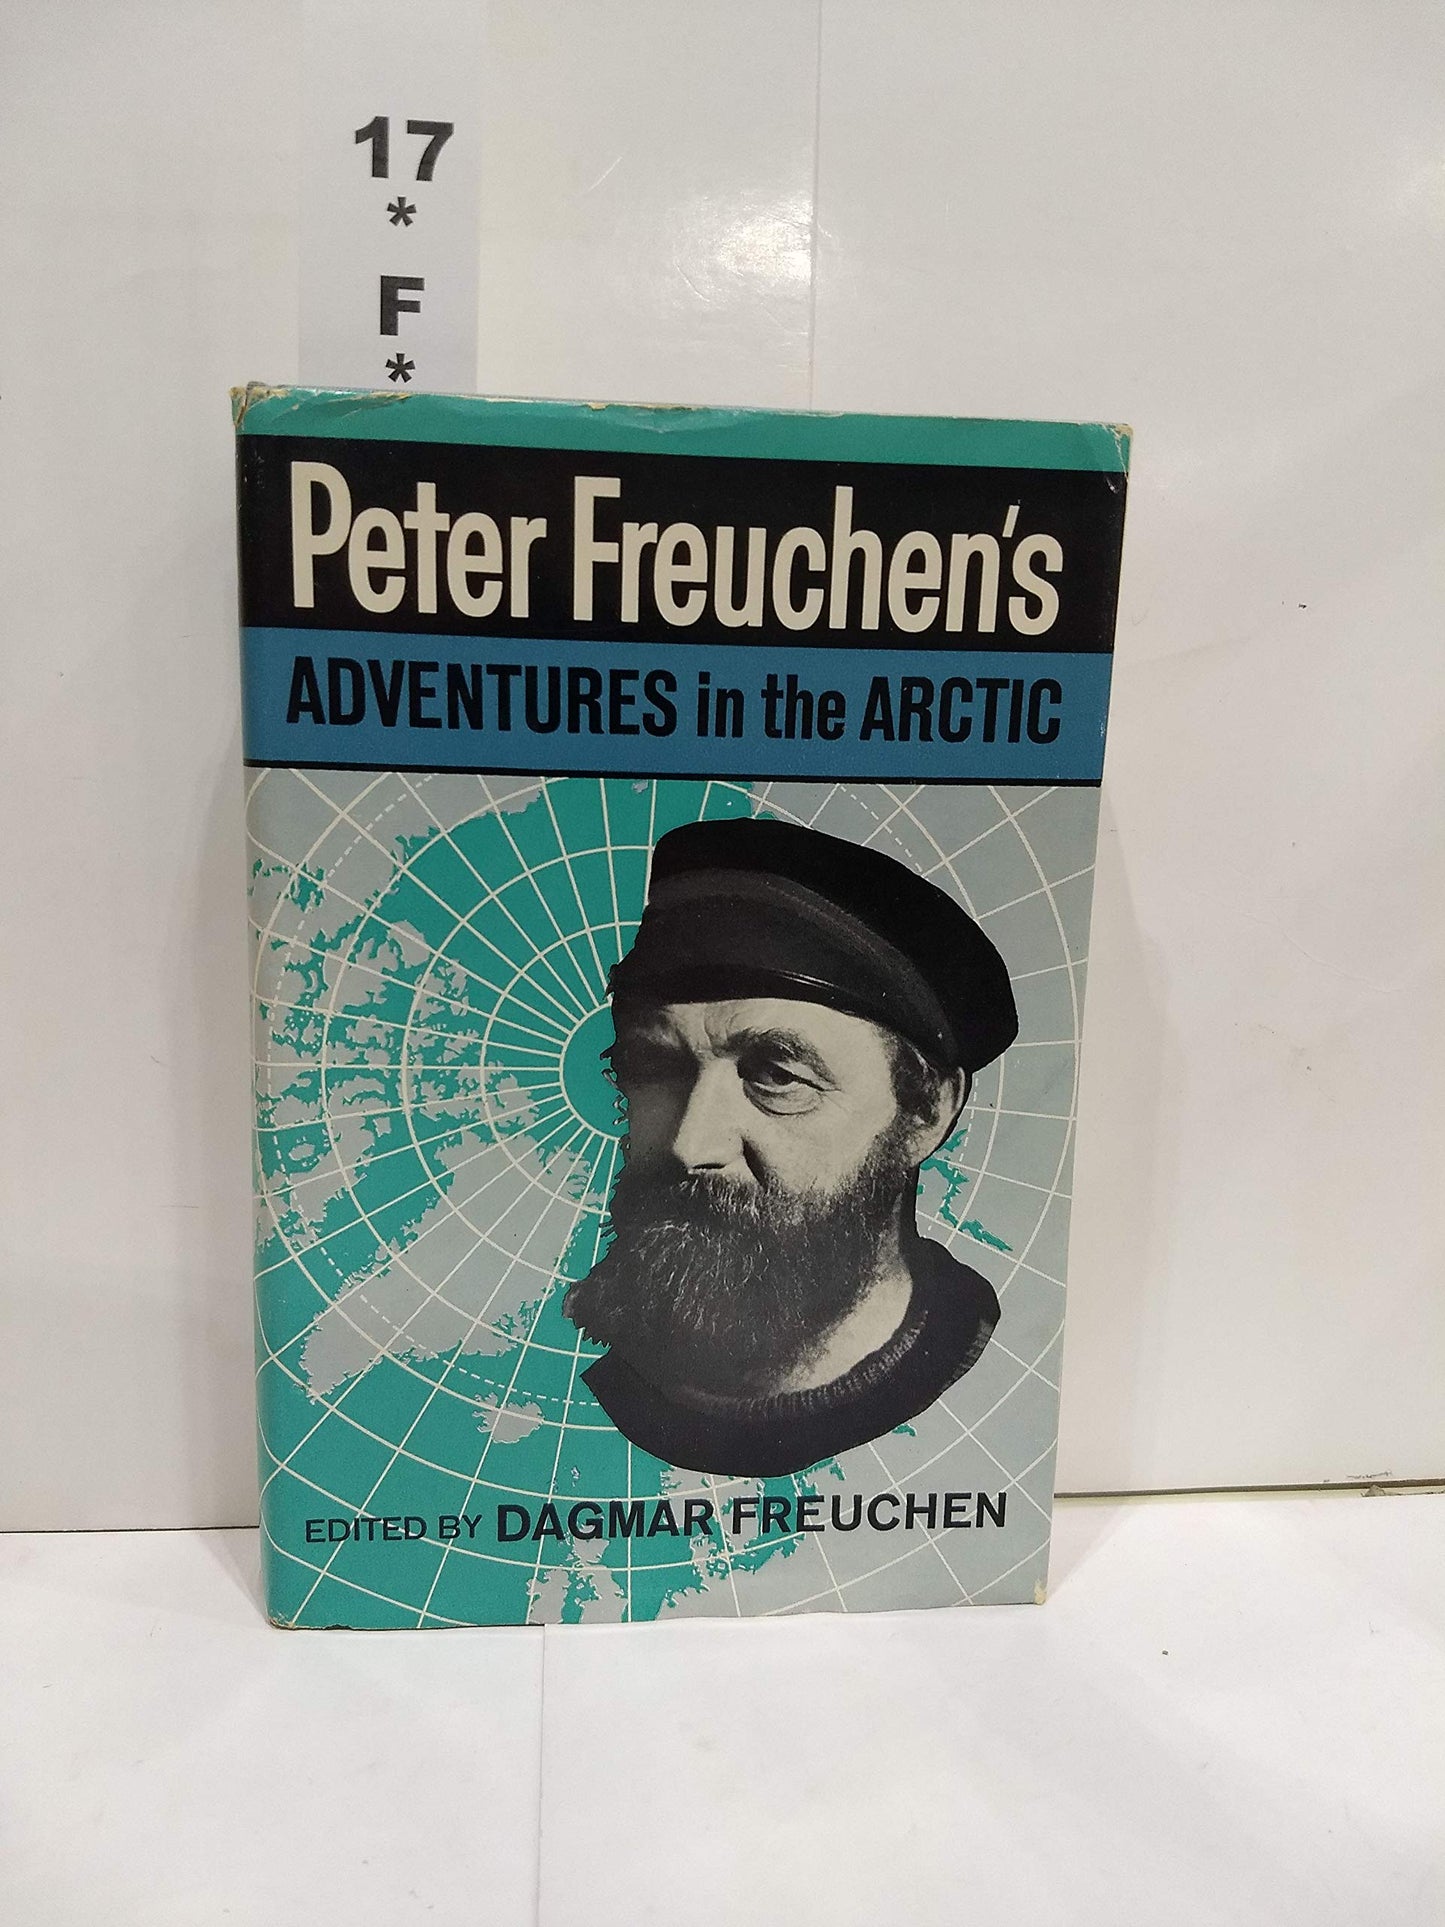 17
*
F
*
Peter Freuchen's
ADVENTURES in the ARCTIC
EDITED BY DAGMAR FREUCHEN